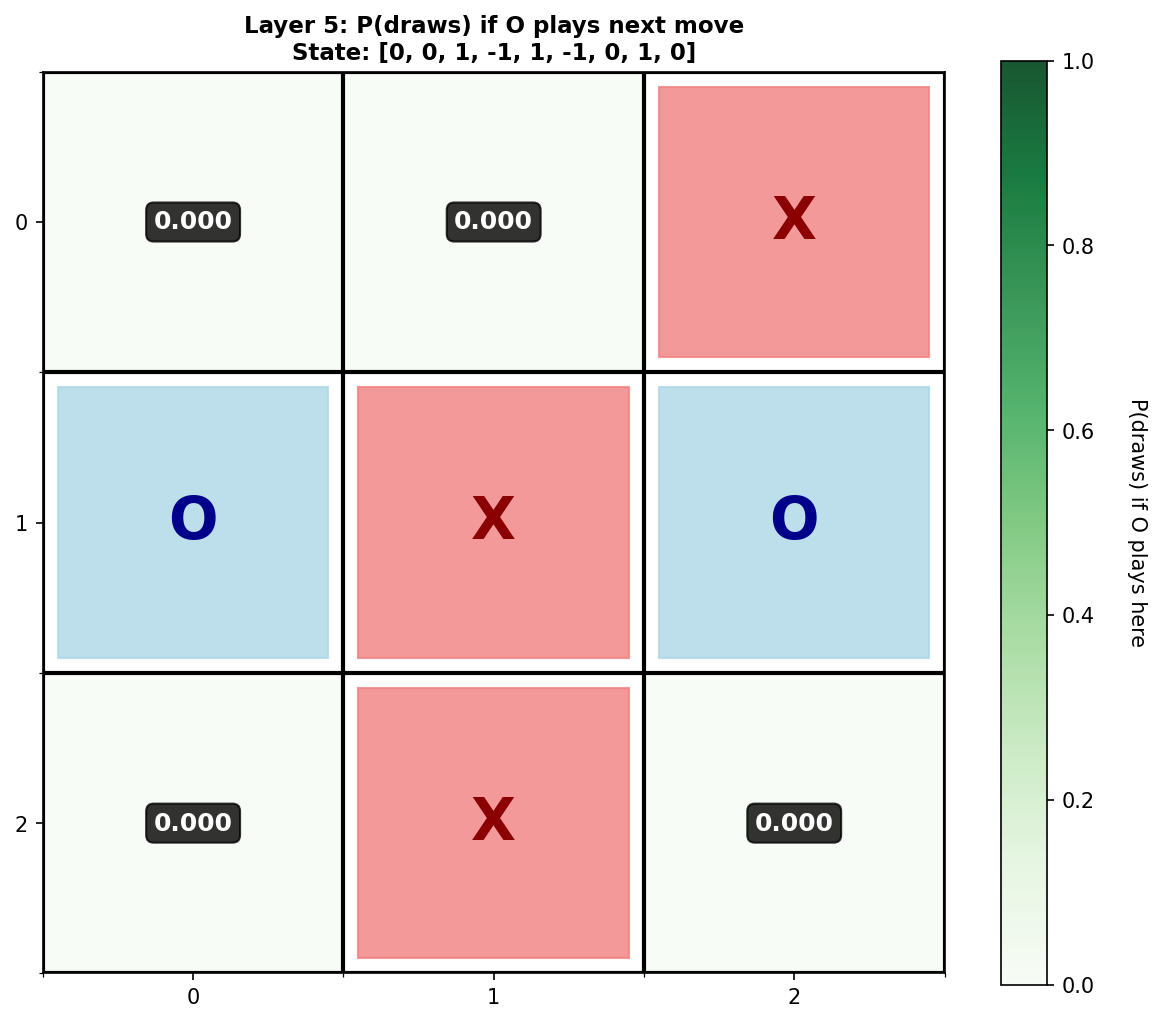 Layer 5: P(draws) if O plays next move
State: [0, 0, 1, -1, 1, -1, 0, 1, 0]
0
0.000
0.000
X
1
O
X
O
2
0.000
X
0.000
0
1
2
1.0
0.8
0.6
0.4
0.2
0.0
P(draws) if O plays here